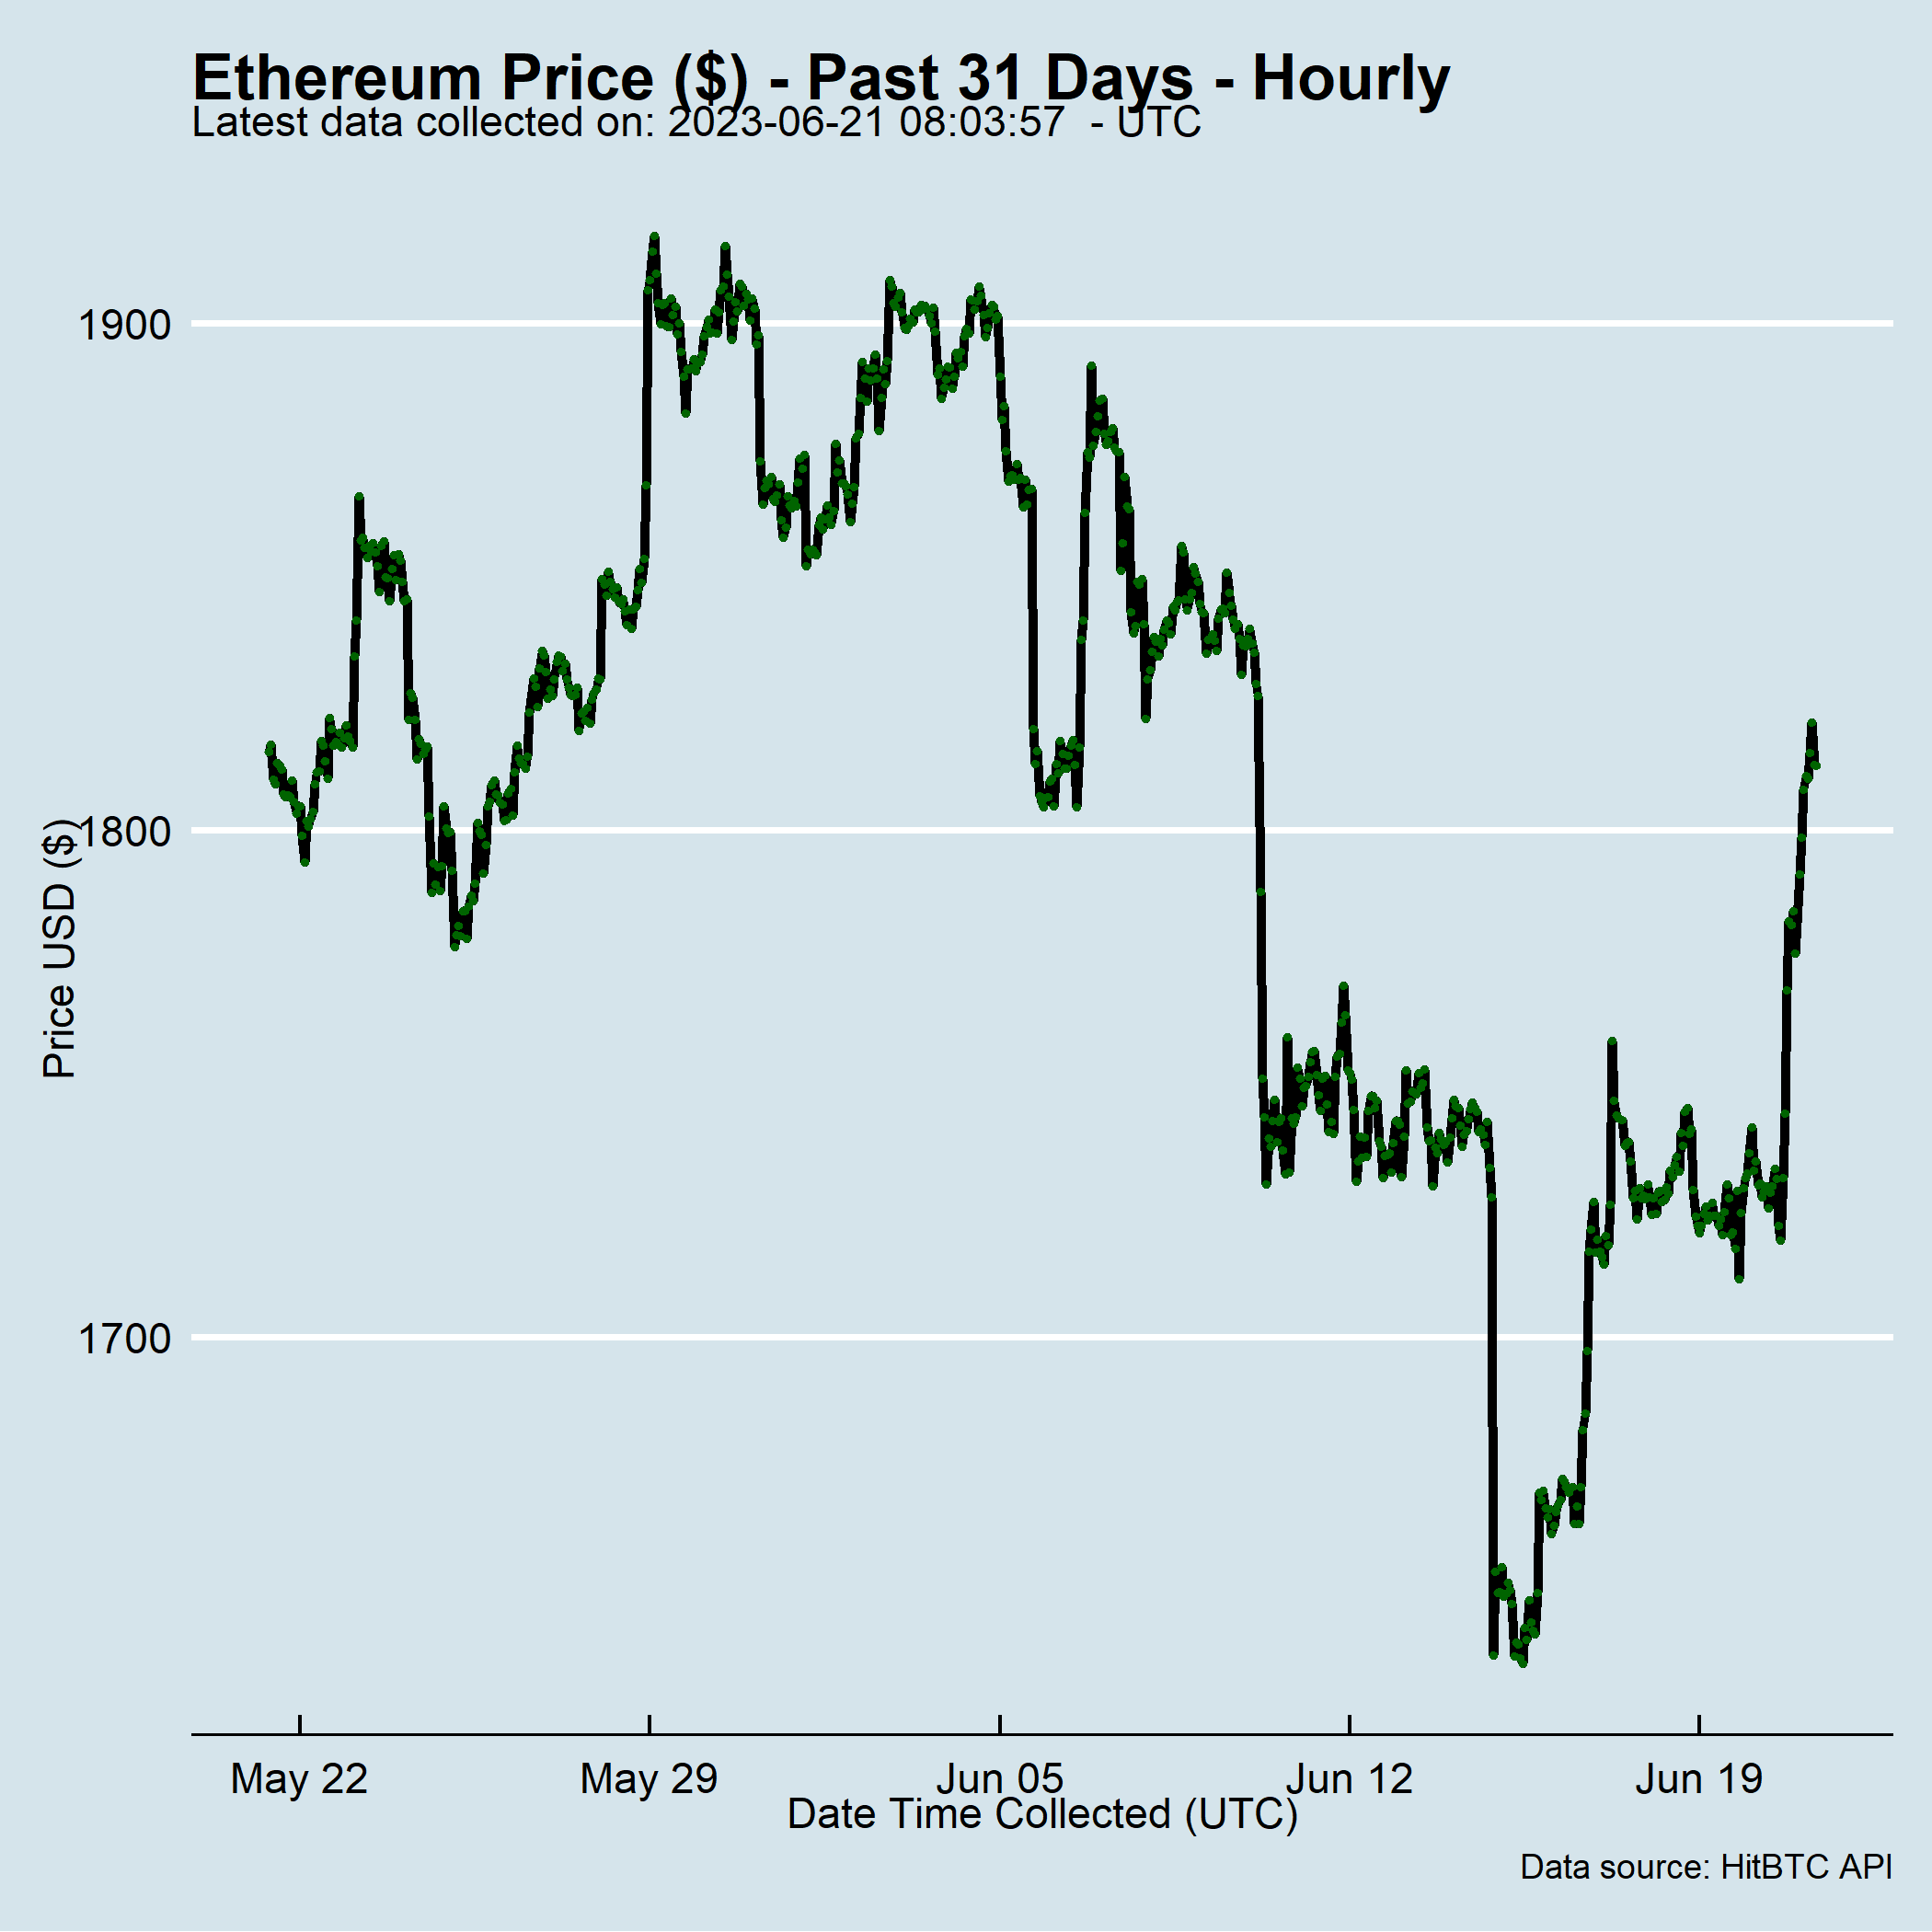 Ethereum Price ($) - Past 31 Days - Hourly
Latest data collected on: 2023-06-21 08:03:57  - UTC
1900
1800
1700
Price USD ($)
May 22
May 29
Jun 05
Jun 12
Jun 19
Date Time Collected (UTC)
Data source: HitBTC API